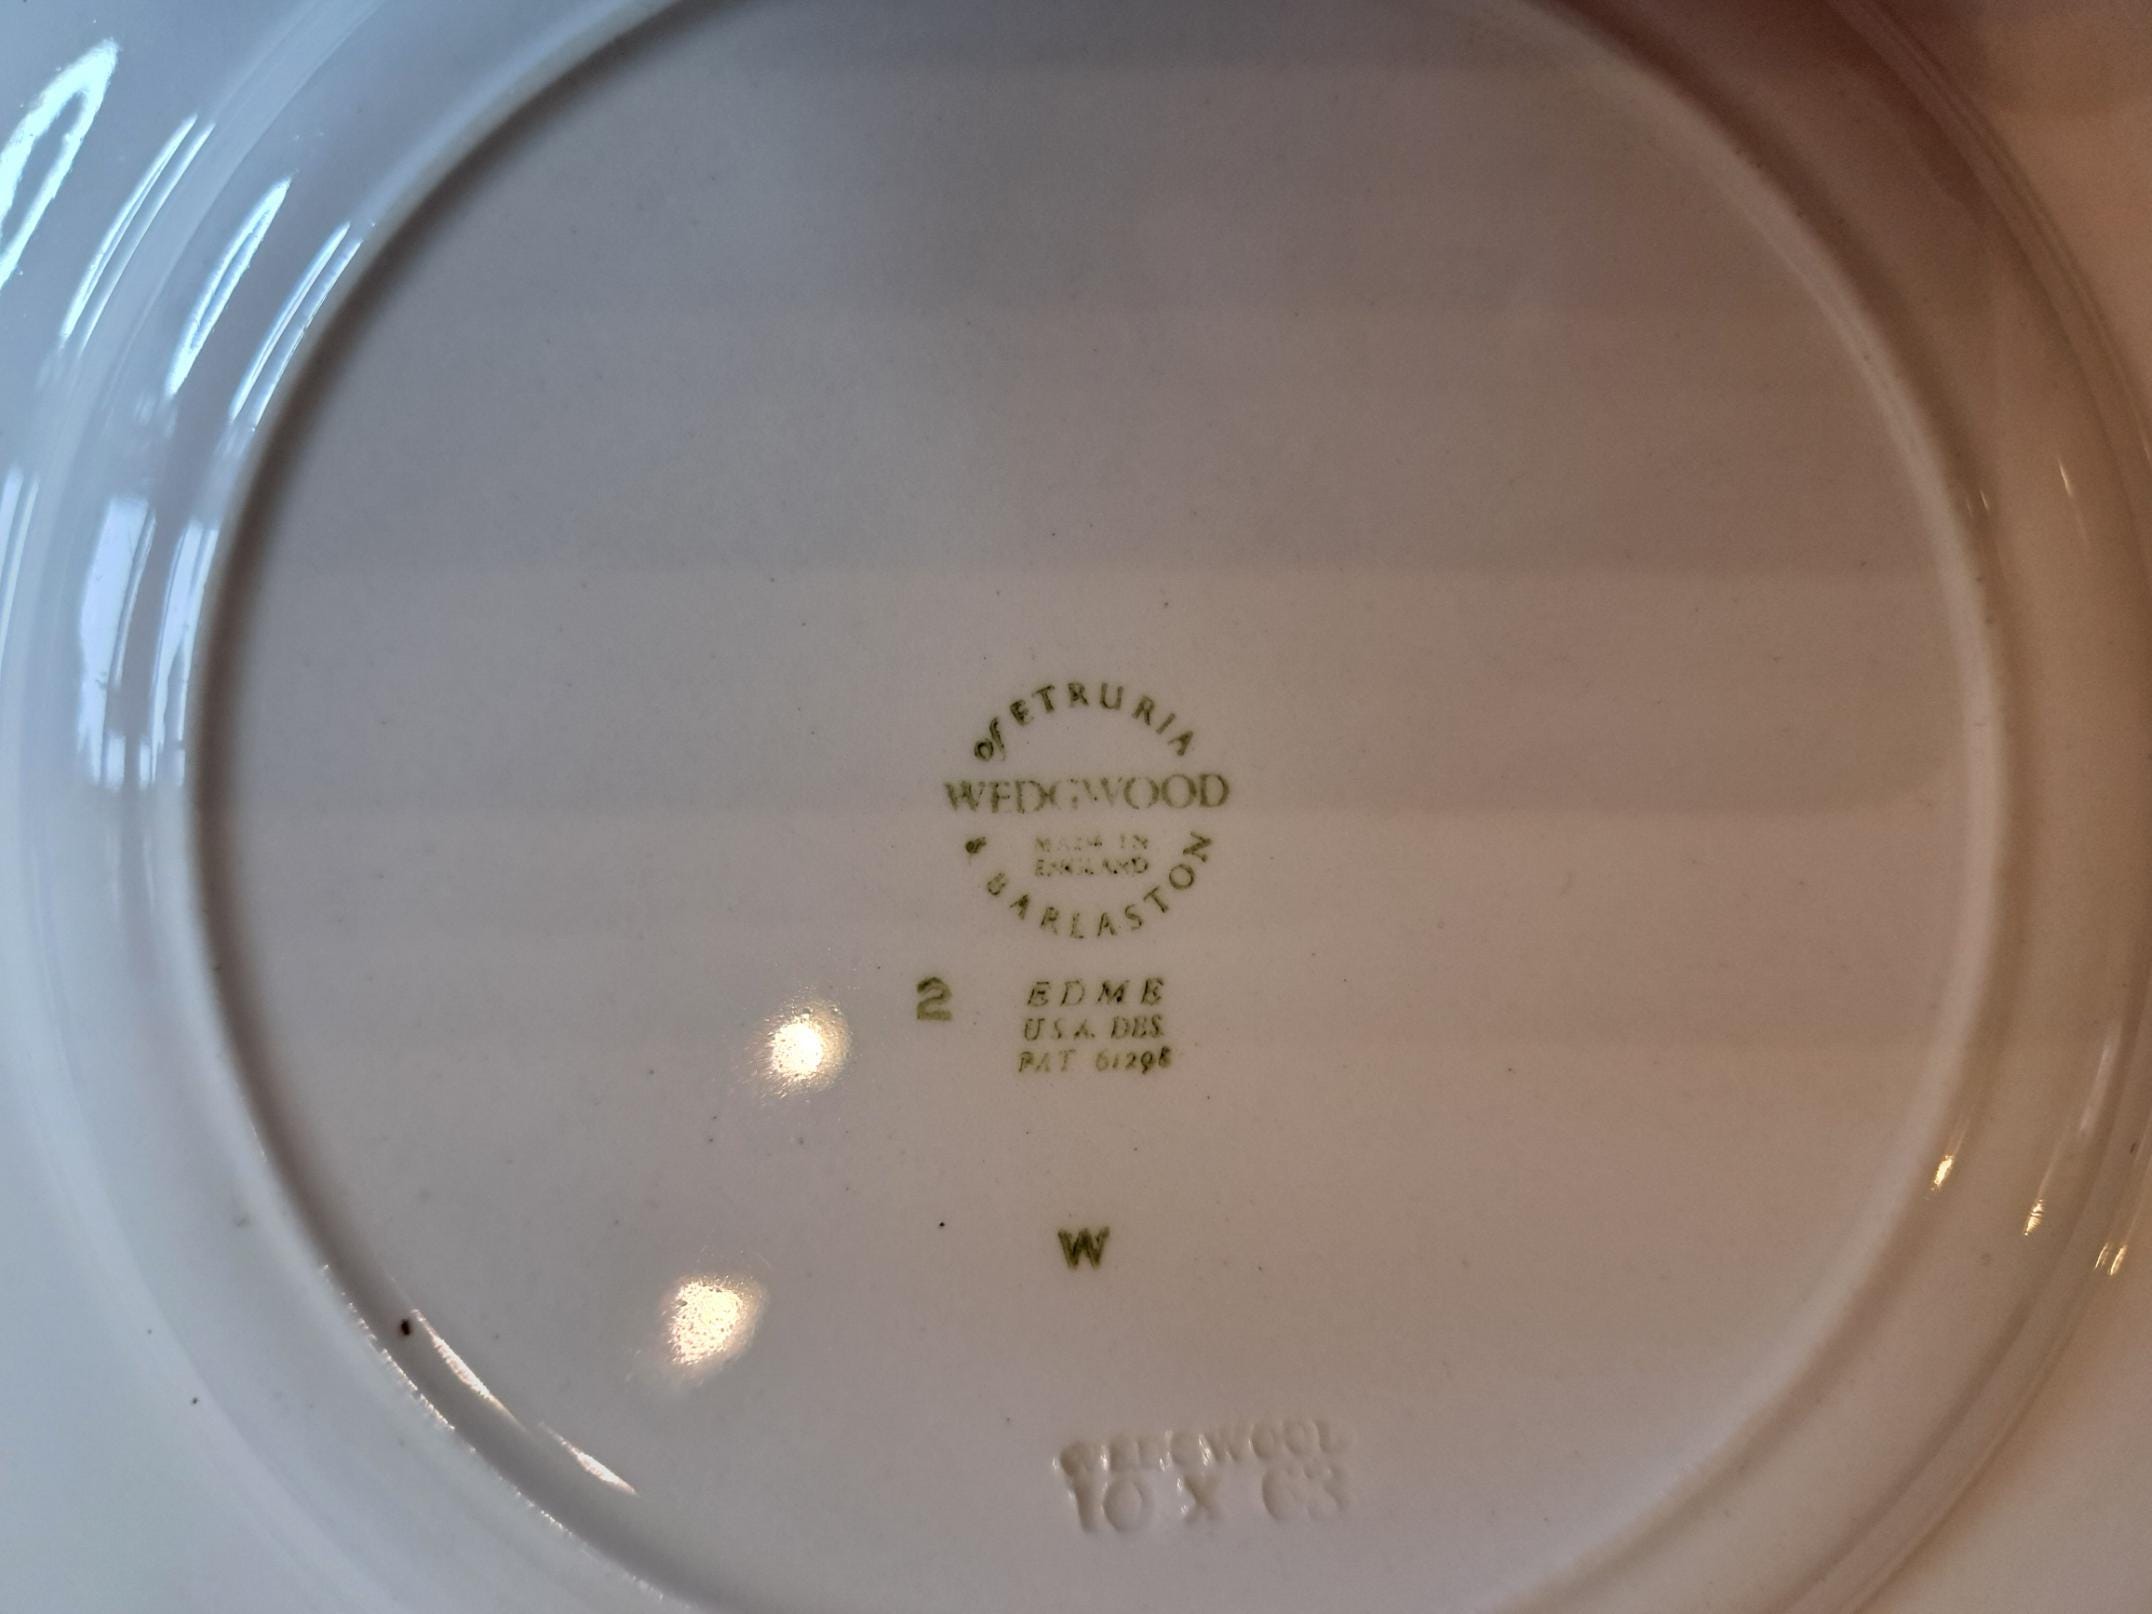 of ETRURIA
WEDGWOOD
MADE IN
ENGLAND
& BARLASTON
2 EDME
U.S.A. DES.
PAT 61298
W
WEDGWOOD
10 X 63